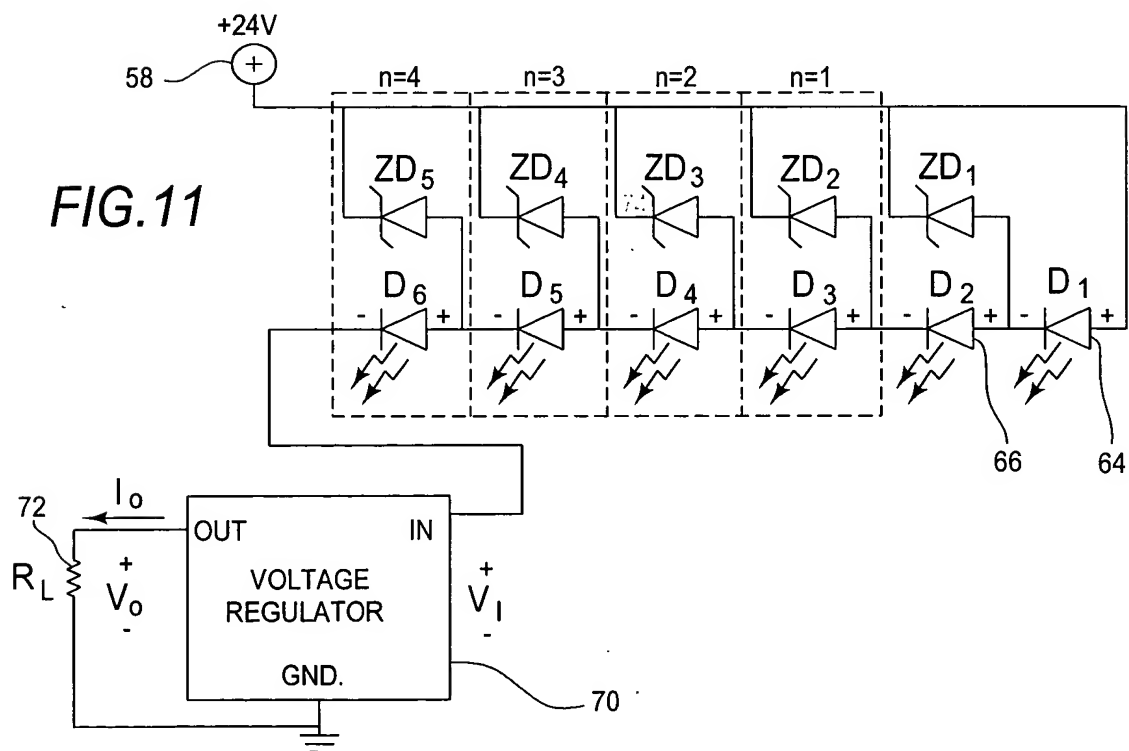 +24V
58
n=4 n=3 n=2 n=1
FIG.11
ZD5 ZD4 ZD3 ZD2 ZD1
D6 D5 D4 D3 D2 D1
- + - + - + - + - + - +
66 64
72 Io
OUT IN
RL + Vo - VOLTAGE REGULATOR + VI -
GND.
70